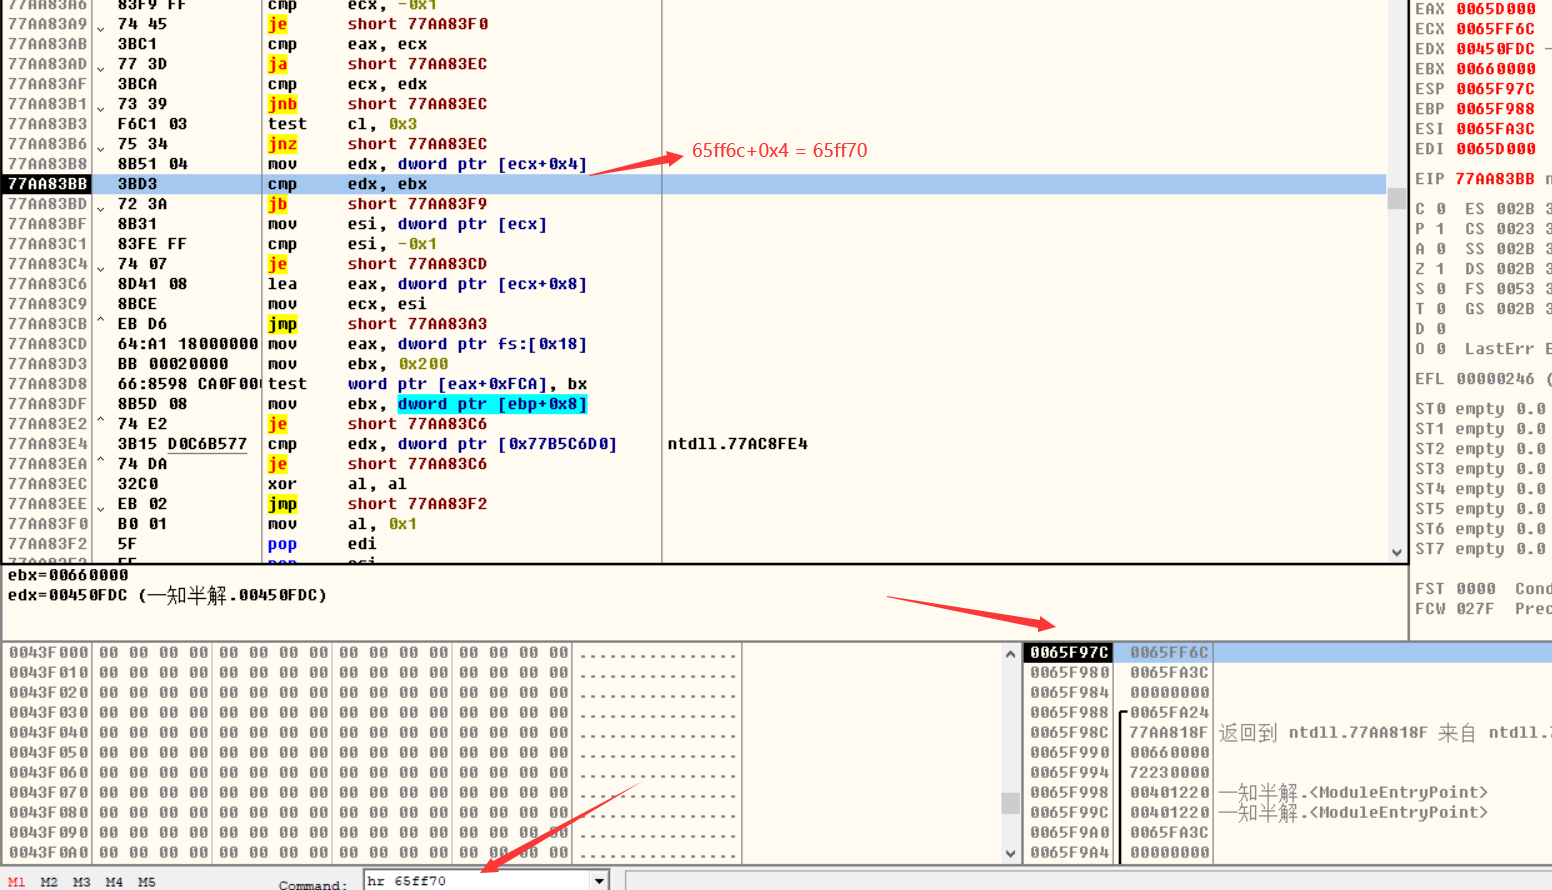 77AA83A6 83F9 FF cmp ecx, -0x1
77AA83A9 74 45 je short 77AA83F0
77AA83AB 3BC1 cmp eax, ecx
77AA83AD 77 3D ja short 77AA83EC
77AA83AF 3BCA cmp ecx, edx
77AA83B1 73 39 jnb short 77AA83EC
77AA83B3 F6C1 03 test cl, 0x3
77AA83B6 75 34 jnz short 77AA83EC
77AA83B8 8B51 04 mov edx, dword ptr [ecx+0x4]
65ff6c+0x4 = 65ff70
77AA83BB 3BD3 cmp edx, ebx
77AA83BD 72 3A jb short 77AA83F9
77AA83BF 8B31 mov esi, dword ptr [ecx]
77AA83C1 83FE FF cmp esi, -0x1
77AA83C4 74 07 je short 77AA83CD
77AA83C6 8D41 08 lea eax, dword ptr [ecx+0x8]
77AA83C9 8BCE mov ecx, esi
77AA83CB EB D6 jmp short 77AA83A3
77AA83CD 64:A1 18000000 mov eax, dword ptr fs:[0x18]
77AA83D3 BB 00020000 mov ebx, 0x200
77AA83D8 66:8598 CA0F00 test word ptr [eax+0xFCA], bx
77AA83DF 8B5D 08 mov ebx, dword ptr [ebp+0x8]
77AA83E2 74 E2 je short 77AA83C6
77AA83E4 3B15 D0C6B577 cmp edx, dword ptr [0x77B5C6D0] ntdll.77AC8FE4
77AA83EA 74 DA je short 77AA83C6
77AA83EC 32C0 xor al, al
77AA83EE EB 02 jmp short 77AA83F2
77AA83F0 B0 01 mov al, 0x1
77AA83F2 5F pop edi
EAX 0065D000
ECX 0065FF6C
EDX 00450FDC
EBX 00660000
ESP 0065F97C
EBP 0065F988
ESI 0065FA3C
EDI 0065D000
EIP 77AA83BB n
C 0 ES 002B 3
P 1 CS 0023 3
A 0 SS 002B 3
Z 1 DS 002B 3
S 0 FS 0053 3
T 0 GS 002B 3
D 0
O 0 LastErr E
EFL 00000246 (
ST0 empty 0.0
ST1 empty 0.0
ST2 empty 0.0
ST3 empty 0.0
ST4 empty 0.0
ST5 empty 0.0
ST6 empty 0.0
ST7 empty 0.0
FST 0000 Cond
FCW 027F Prec
ebx=00660000
edx=00450FDC (一知半解.00450FDC)
0043F000 00 00 00 00 00 00 00 00 00 00 00 00 00 00 00 00 ................
0043F010 00 00 00 00 00 00 00 00 00 00 00 00 00 00 00 00 ................
0043F020 00 00 00 00 00 00 00 00 00 00 00 00 00 00 00 00 ................
0043F030 00 00 00 00 00 00 00 00 00 00 00 00 00 00 00 00 ................
0043F040 00 00 00 00 00 00 00 00 00 00 00 00 00 00 00 00 ................
0043F050 00 00 00 00 00 00 00 00 00 00 00 00 00 00 00 00 ................
0043F060 00 00 00 00 00 00 00 00 00 00 00 00 00 00 00 00 ................
0043F070 00 00 00 00 00 00 00 00 00 00 00 00 00 00 00 00 ................
0043F080 00 00 00 00 00 00 00 00 00 00 00 00 00 00 00 00 ................
0043F090 00 00 00 00 00 00 00 00 00 00 00 00 00 00 00 00 ................
0043F0A0 00 00 00 00 00 00 00 00 00 00 00 00 00 00 00 00 ................
0065F97C 0065FF6C
0065F980 0065FA3C
0065F984 00000000
0065F988 0065FA24
0065F98C 77AA818F 返回到 ntdll.77AA818F 来自 ntdll.7
0065F990 00660000
0065F994 72230000
0065F998 00401220 一知半解.<ModuleEntryPoint>
0065F99C 00401220 一知半解.<ModuleEntryPoint>
0065F9A0 0065FA3C
0065F9A4 00000000
M1 M2 M3 M4 M5 Command: hr 65ff70